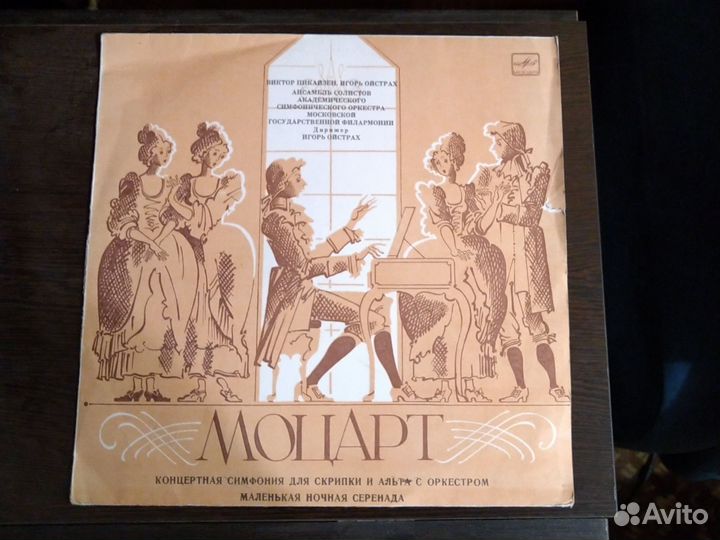 ВИКТОР ПИКАЙЗЕН, ИГОРЬ ОЙСТРАХ
АНСАМБЛЬ СОЛИСТОВ
АКАДЕМИЧЕСКОГО
СИМФОНИЧЕСКОГО ОРКЕСТРА
МОСКОВСКОЙ
ГОСУДАРСТВЕННОЙ ФИЛАРМОНИИ
Дирижер
ИГОРЬ ОЙСТРАХ
МОЦАРТ
КОНЦЕРТНАЯ СИМФОНИЯ ДЛЯ СКРИПКИ И АЛЬТА С ОРКЕСТРОМ
МАЛЕНЬКАЯ НОЧНАЯ СЕРЕНАДА
Avito